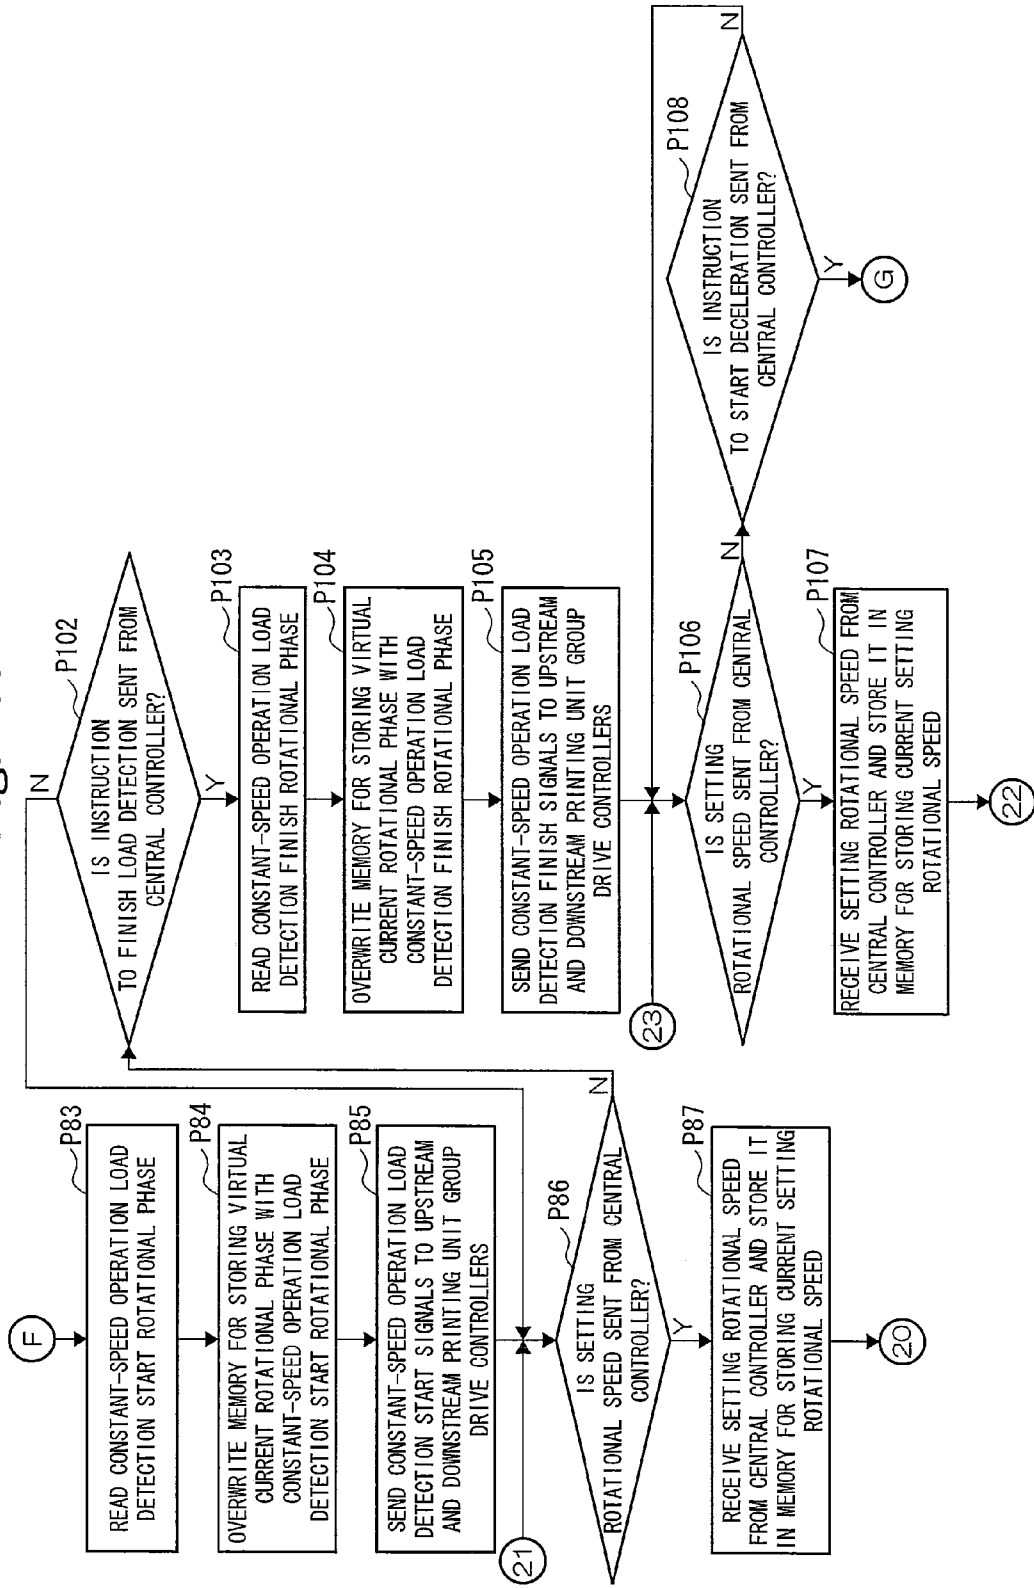 F
P83
READ CONSTANT-SPEED OPERATION LOAD
DETECTION START ROTATIONAL PHASE
P84
OVERWRITE MEMORY FOR STORING VIRTUAL
CURRENT ROTATIONAL PHASE WITH
CONSTANT-SPEED OPERATION LOAD
DETECTION START ROTATIONAL PHASE
P85
SEND CONSTANT-SPEED OPERATION LOAD
DETECTION START SIGNALS TO UPSTREAM
AND DOWNSTREAM PRINTING UNIT GROUP
DRIVE CONTROLLERS
21
P86
IS SETTING
ROTATIONAL SPEED SENT FROM CENTRAL
CONTROLLER?
N
Y
P87
RECEIVE SETTING ROTATIONAL SPEED
FROM CENTRAL CONTROLLER AND STORE IT
IN MEMORY FOR STORING CURRENT SETTING
ROTATIONAL SPEED
20
P102
IS INSTRUCTION
TO FINISH LOAD DETECTION SENT FROM
CENTRAL CONTROLLER?
N
Y
P103
READ CONSTANT-SPEED OPERATION LOAD
DETECTION FINISH ROTATIONAL PHASE
P104
OVERWRITE MEMORY FOR STORING VIRTUAL
CURRENT ROTATIONAL PHASE WITH
CONSTANT-SPEED OPERATION LOAD
DETECTION FINISH ROTATIONAL PHASE
P105
SEND CONSTANT-SPEED OPERATION LOAD
DETECTION FINISH SIGNALS TO UPSTREAM
AND DOWNSTREAM PRINTING UNIT GROUP
DRIVE CONTROLLERS
23
P106
IS SETTING
ROTATIONAL SPEED SENT FROM CENTRAL
CONTROLLER?
N
Y
P107
RECEIVE SETTING ROTATIONAL SPEED FROM
CENTRAL CONTROLLER AND STORE IT IN
MEMORY FOR STORING CURRENT SETTING
ROTATIONAL SPEED
22
P108
IS INSTRUCTION
TO START DECELERATION SENT FROM
CENTRAL CONTROLLER?
N
Y
G